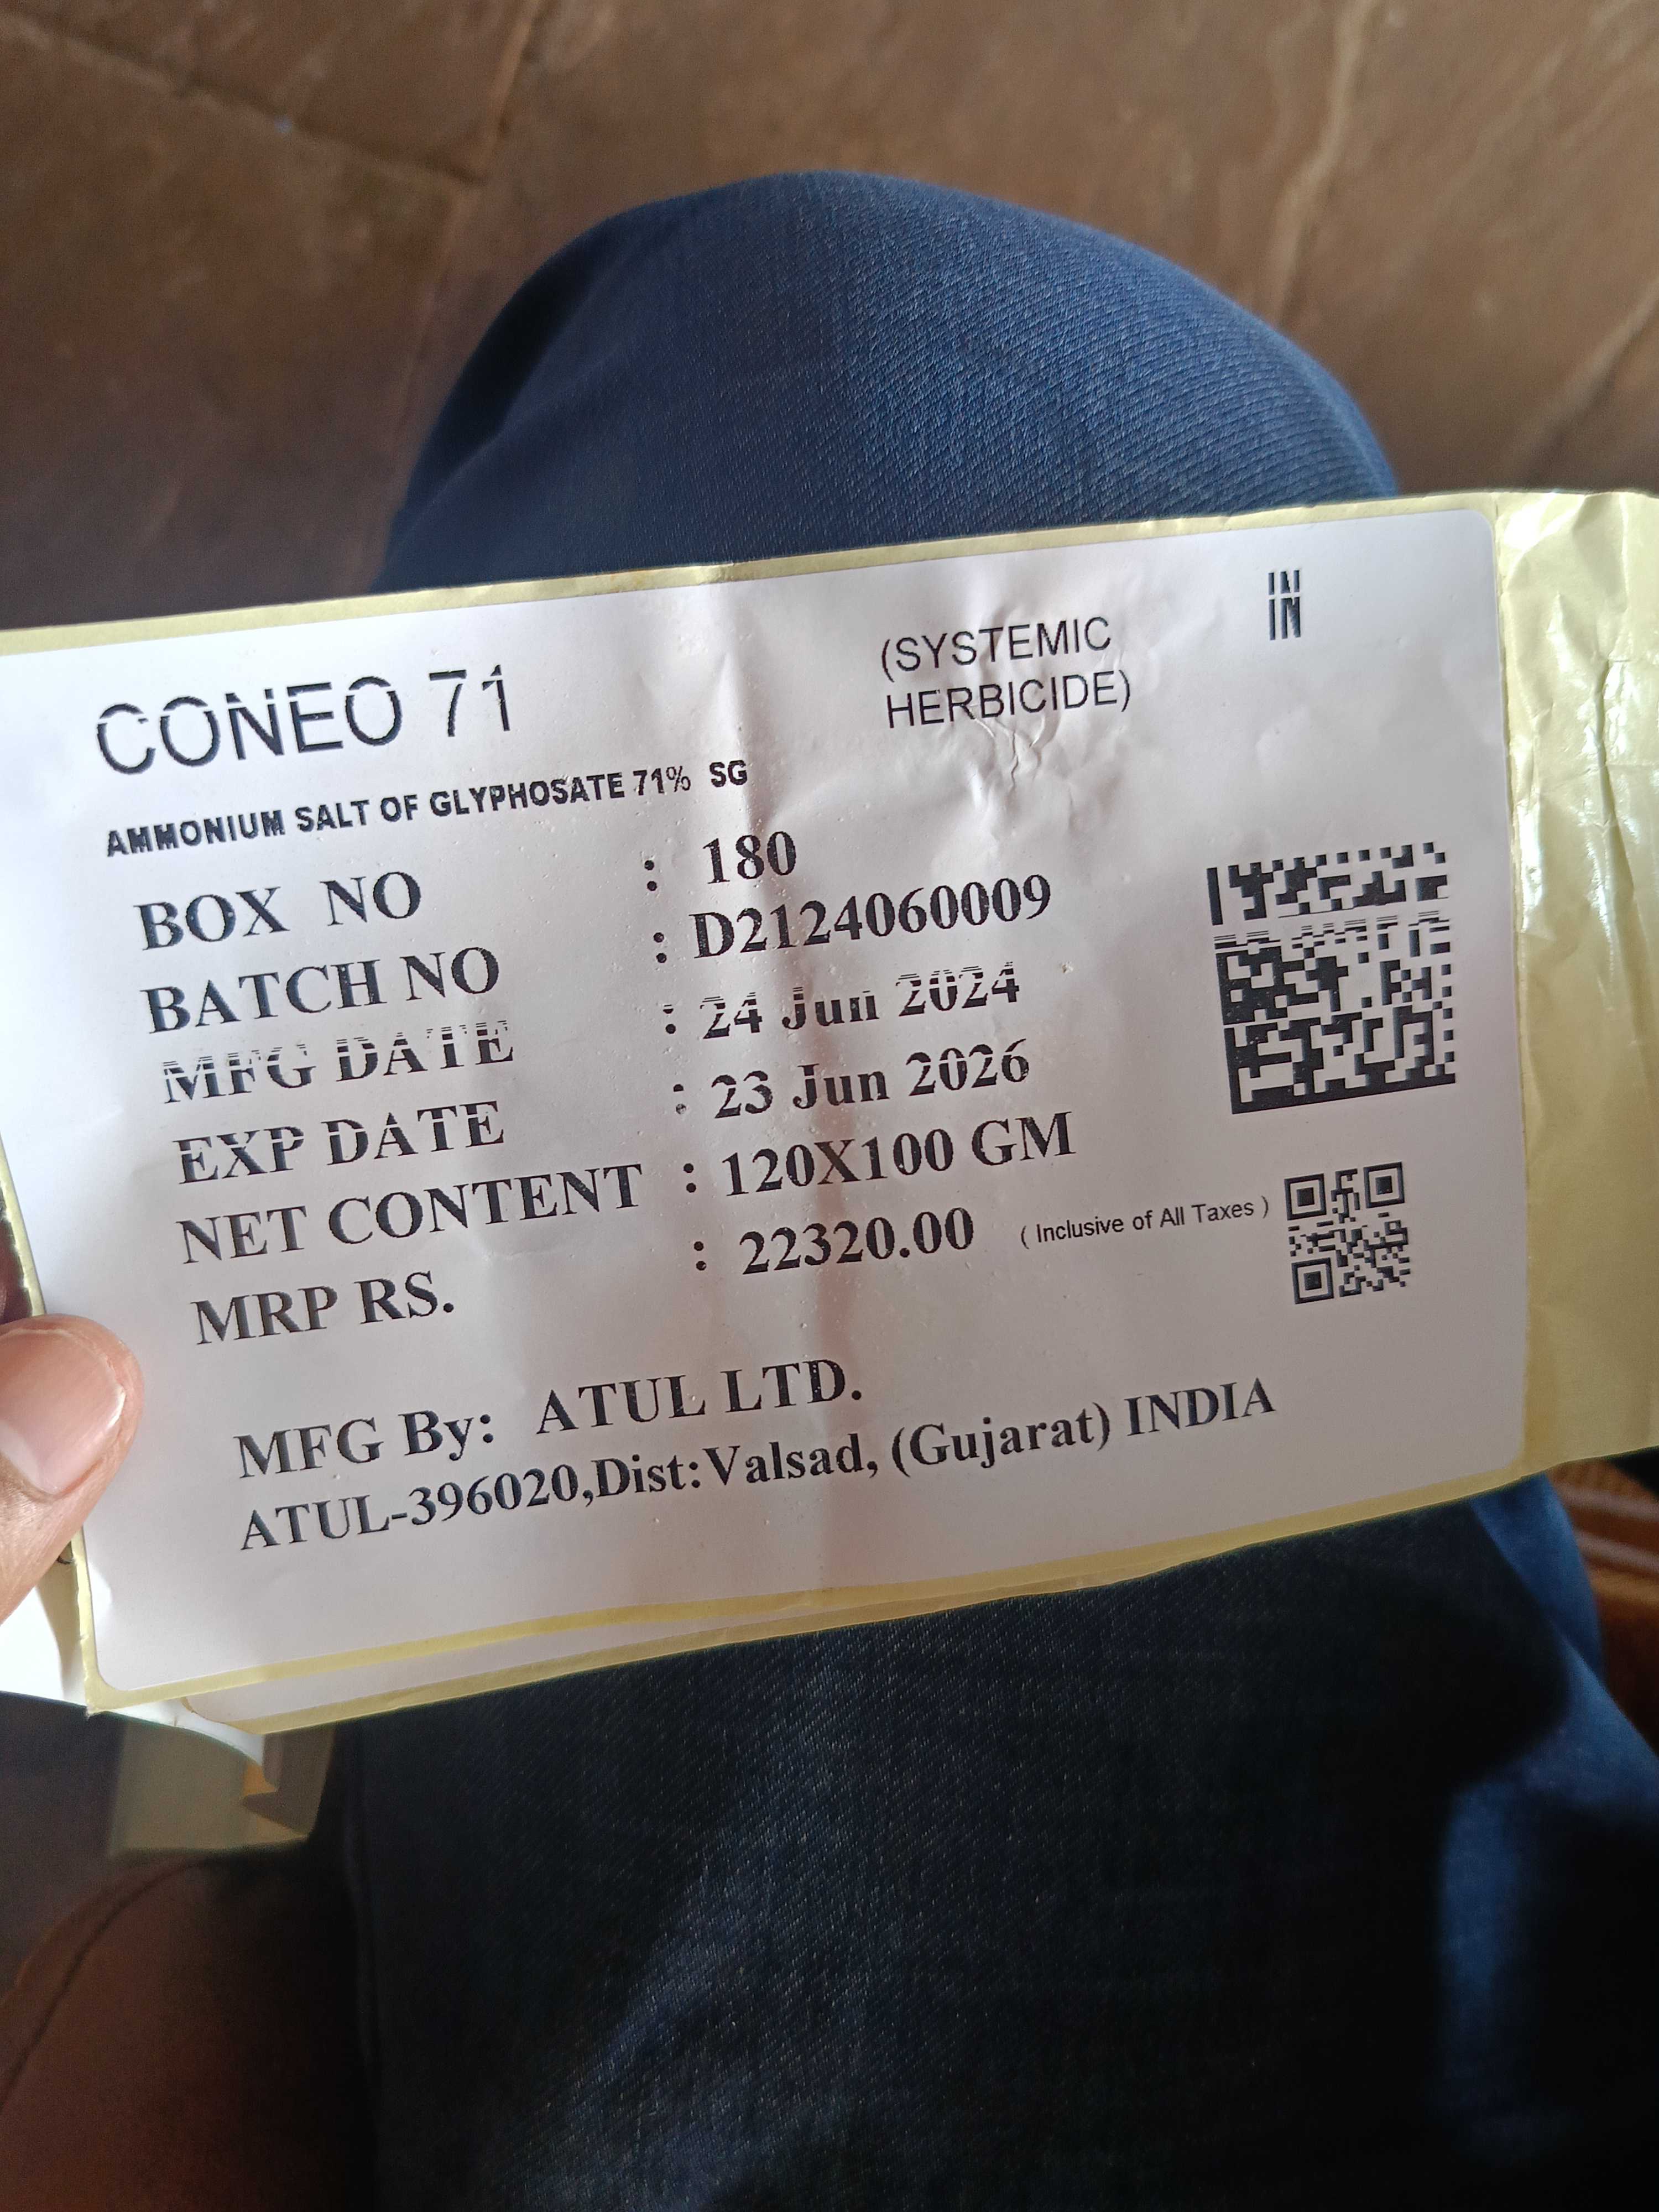 CONEO 71
(SYSTEMIC
HERBICIDE)
IN
AMMONIUM SALT OF GLYPHOSATE 71% SG
BOX NO : 180
BATCH NO : D2124060009
MFG DATE : 24 Jun 2024
EXP DATE : 23 Jun 2026
NET CONTENT : 120X100 GM
MRP RS. : 22320.00 ( Inclusive of All Taxes )
MFG By: ATUL LTD.
ATUL-396020,Dist:Valsad, (Gujarat) INDIA